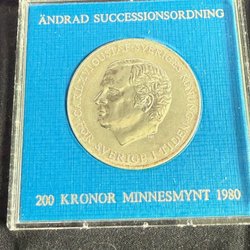 ÄNDRAD SUCCESSIONSORDNING
CARL XVI GUSTAF SVERIGES KONUNG
FÖR SVERIGE I TIDEN
200 KRONOR MINNESMYNT 1980